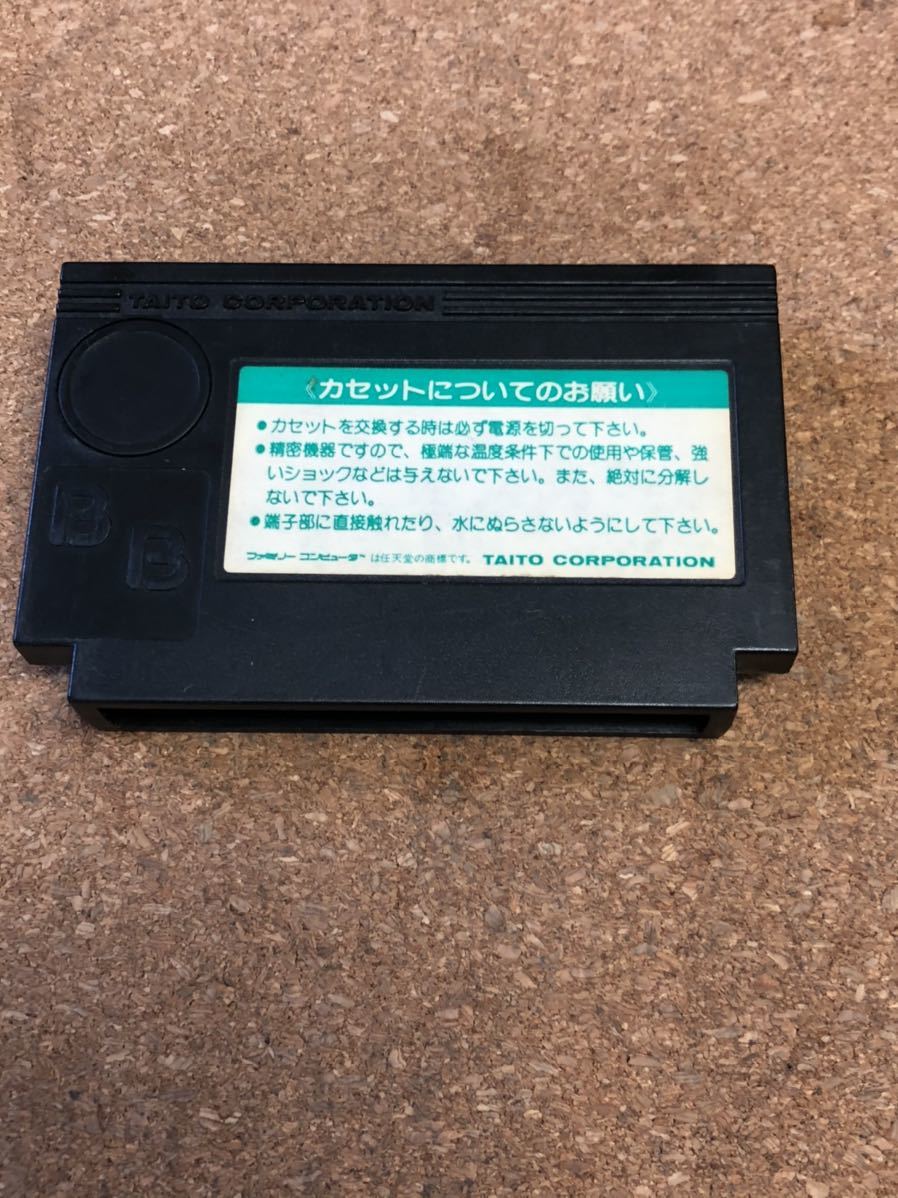 TAITO CORPORATION
《カセットについてのお願い》
●カセットを交換する時は必ず電源を切って下さい。
●精密機器ですので、極端な温度条件下での使用や保管、強
いショックなどは与えないで下さい。また、絶対に分解し
ないで下さい。
●端子部に直接触れたり、水にぬらさないようにして下さい。
ファミリー コンピュータ™ は任天堂の商標です。 TAITO CORPORATION
B
B